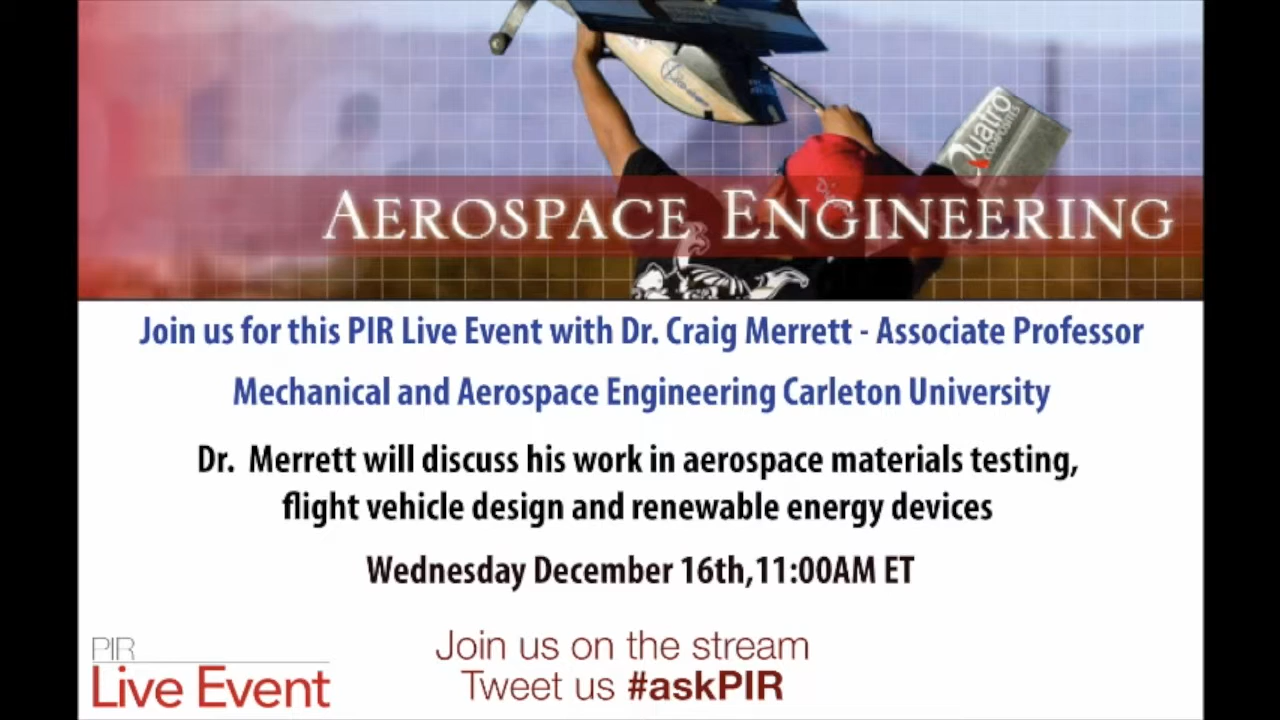 Quatro
COMPOSITES
AEROSPACE ENGINEERING
Join us for this PIR Live Event with Dr. Craig Merrett - Associate Professor
Mechanical and Aerospace Engineering Carleton University
Dr. Merrett will discuss his work in aerospace materials testing,
flight vehicle design and renewable energy devices
Wednesday December 16th,11:00AM ET
PIR
Live Event
Join us on the stream
Tweet us #askPIR